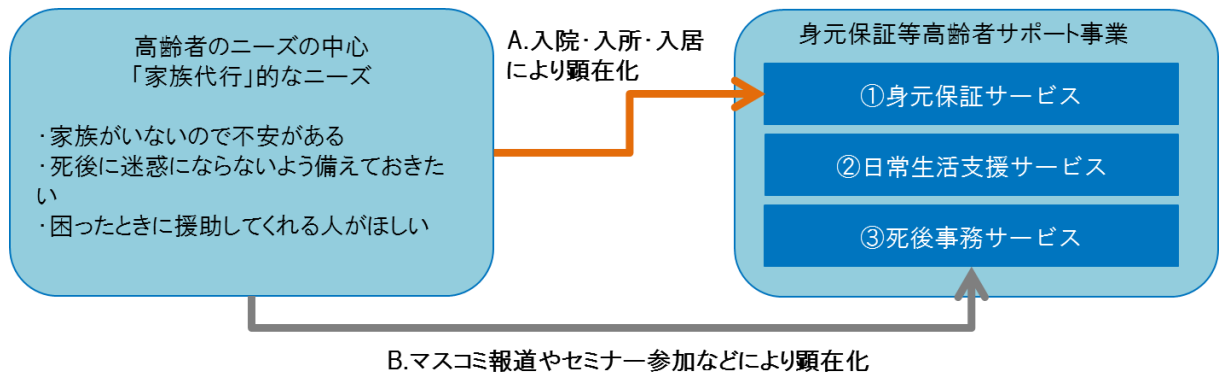 高齢者のニーズの中心
「家族代行」的なニーズ
・家族がいないので不安がある
・死後に迷惑にならないよう備えておきた
い
・困ったときに援助してくれる人がほしい
A.入院・入所・入居
により顕在化
身元保証等高齢者サポート事業
①身元保証サービス
②日常生活支援サービス
③死後事務サービス
B.マスコミ報道やセミナー参加などにより顕在化